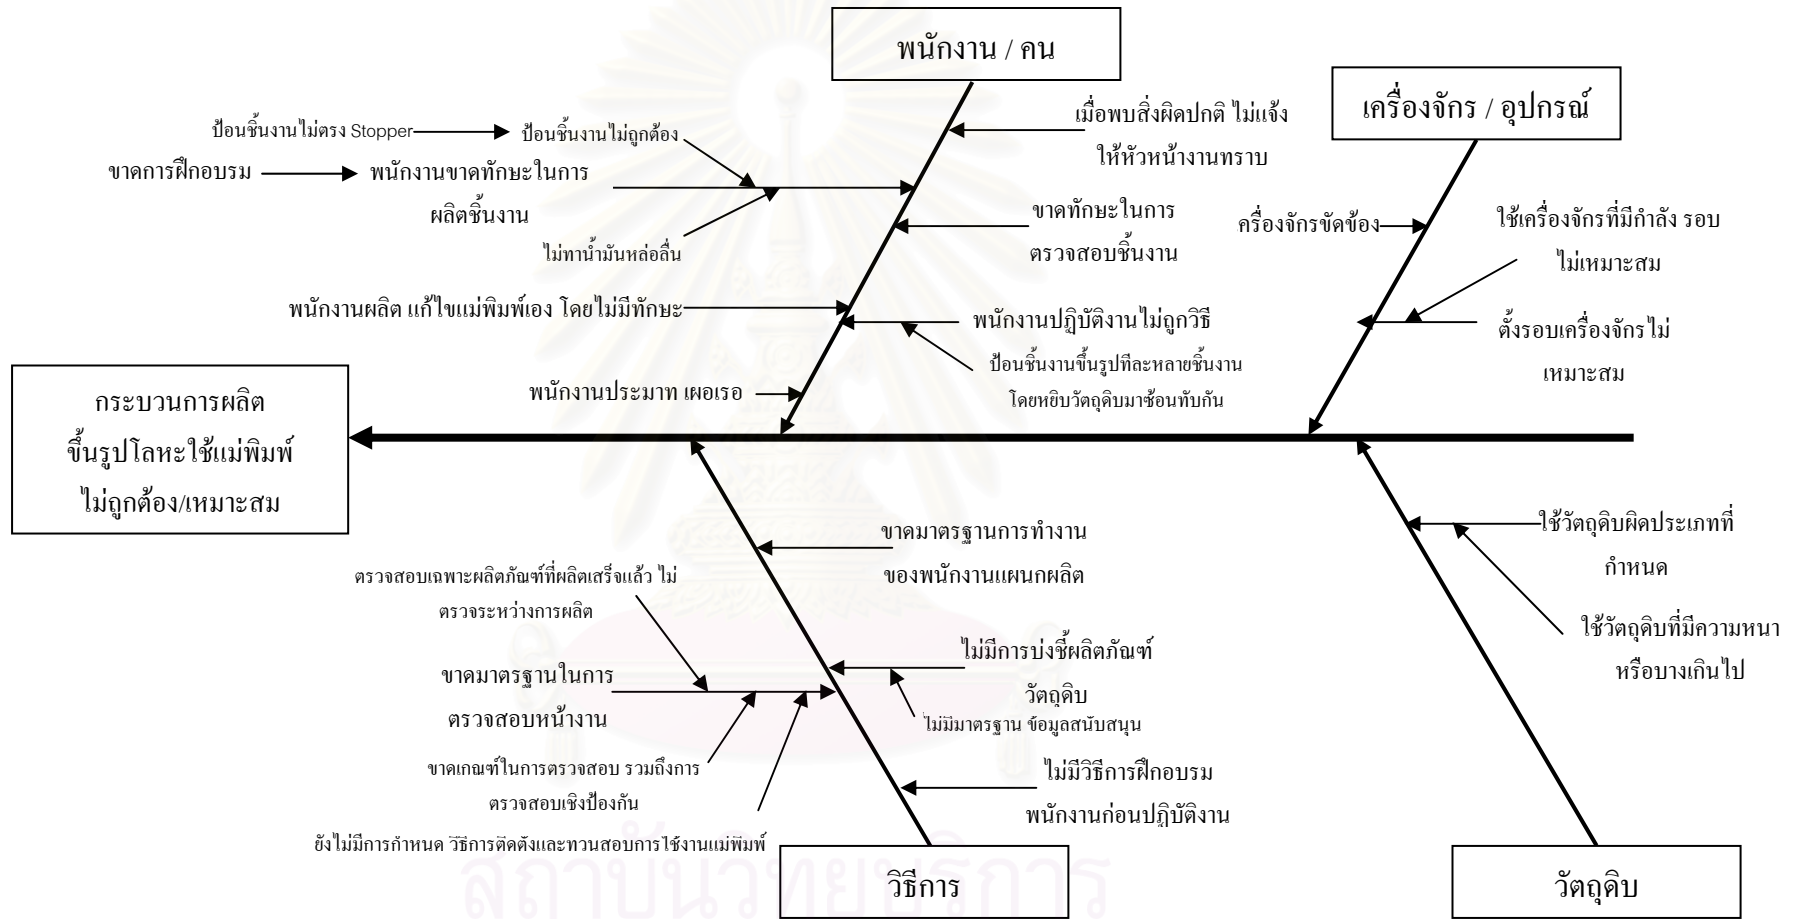 พนักงาน / คน
เครื่องจักร / อุปกรณ์
ป้อนชิ้นงานไม่ตรง Stopper
ป้อนชิ้นงานไม่ถูกต้อง
เมื่อพบสิ่งผิดปกติ ไม่แจ้ง
ให้หัวหน้างานทราบ
ขาดการฝึกอบรม
พนักงานขาดทักษะในการ
ผลิตชิ้นงาน
ไม่ทาน้ำมันหล่อลื่น
ขาดทักษะในการ
ตรวจสอบชิ้นงาน
ครื่องจักรขัดข้อง
ใช้เครื่องจักรที่มีกำลัง รอบ
ไม่เหมาะสม
พนักงานผลิต แก้ไขแม่พิมพ์เอง โดยไม่มีทักษะ
พนักงานปฏิบัติงานไม่ถูกวิธี
ป้อนชิ้นงานขึ้นรูปทีละหลายชิ้นงาน
โดยหยิบวัตถุดิบมาซ้อนทับกัน
ตั้งรอบเครื่องจักรไม่
เหมาะสม
พนักงานประมาท เผอเรอ
กระบวนการผลิต
ขึ้นรูปโลหะใช้แม่พิมพ์
ไม่ถูกต้อง/เหมาะสม
ขาดมาตรฐานการทำงาน
ของพนักงานแผนกผลิต
ใช้วัตถุดิบผิดประเภทที่
กำหนด
ตรวจสอบเฉพาะผลิตภัณฑ์ที่ผลิตเสร็จแล้ว ไม่
ตรวจระหว่างการผลิต
ไม่มีการบ่งชี้ผลิตภัณฑ์
วัตถุดิบ
ไม่มีมาตรฐาน ข้อมูลสนับสนุน
ใช้วัตถุดิบที่มีความหนา
หรือบางเกินไป
ขาดมาตรฐานในการ
ตรวจสอบหน้างาน
ขาดเกณฑ์ในการตรวจสอบ รวมถึงการ
ตรวจสอบเชิงป้องกัน
ไม่มีวิธีการฝึกอบรม
พนักงานก่อนปฏิบัติงาน
ยังไม่มีการกำหนด วิธีการติดตั้งและทวนสอบการใช้งานแม่พิมพ์
วิธีการ
วัตถุดิบ
สถาบันวิทยบริการ